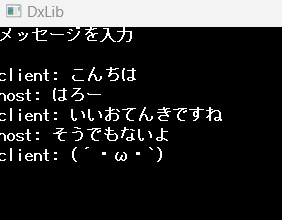 DxLib
メッセージを入力
client: こんちは
host: はろー
client: いいおてんきですね
host: そうでもないよ
client: (´・ω・`)